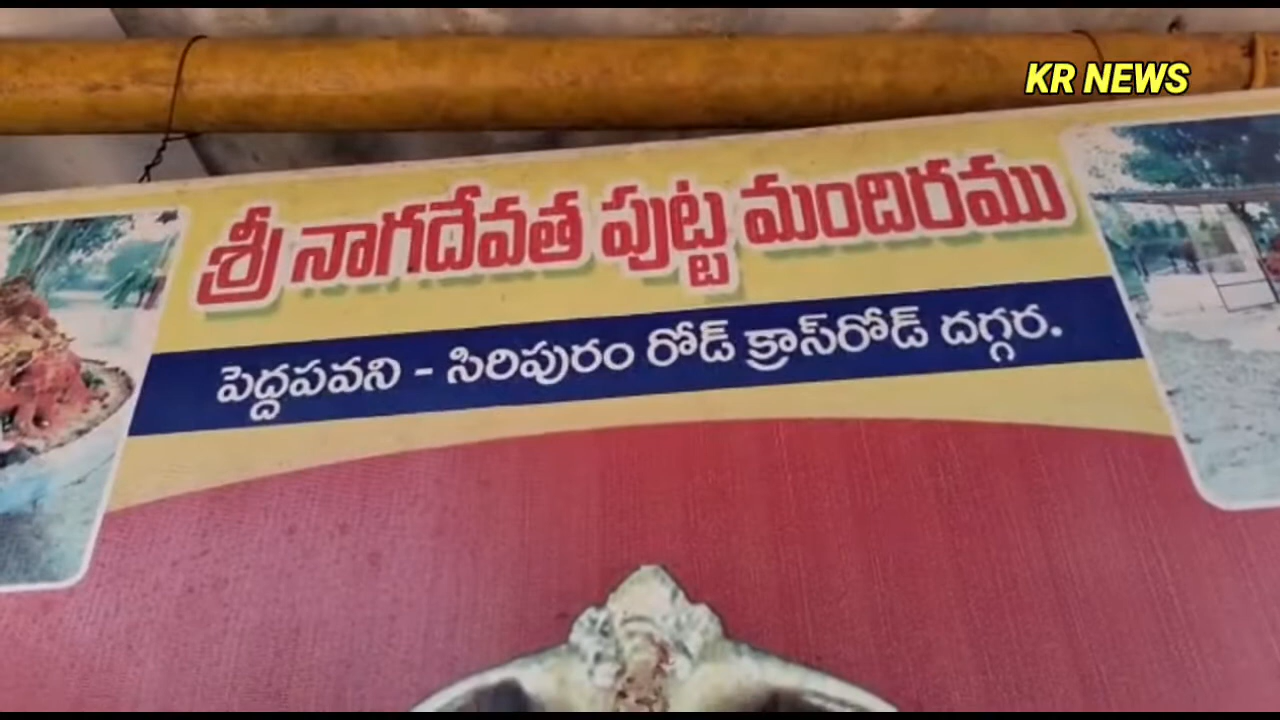 KR NEWS
శ్రీ నాగదేవత పుట్ట మందిరము
పెద్దపవని - సిరిపురం రోడ్ క్రాస్‌రోడ్ దగ్గర.